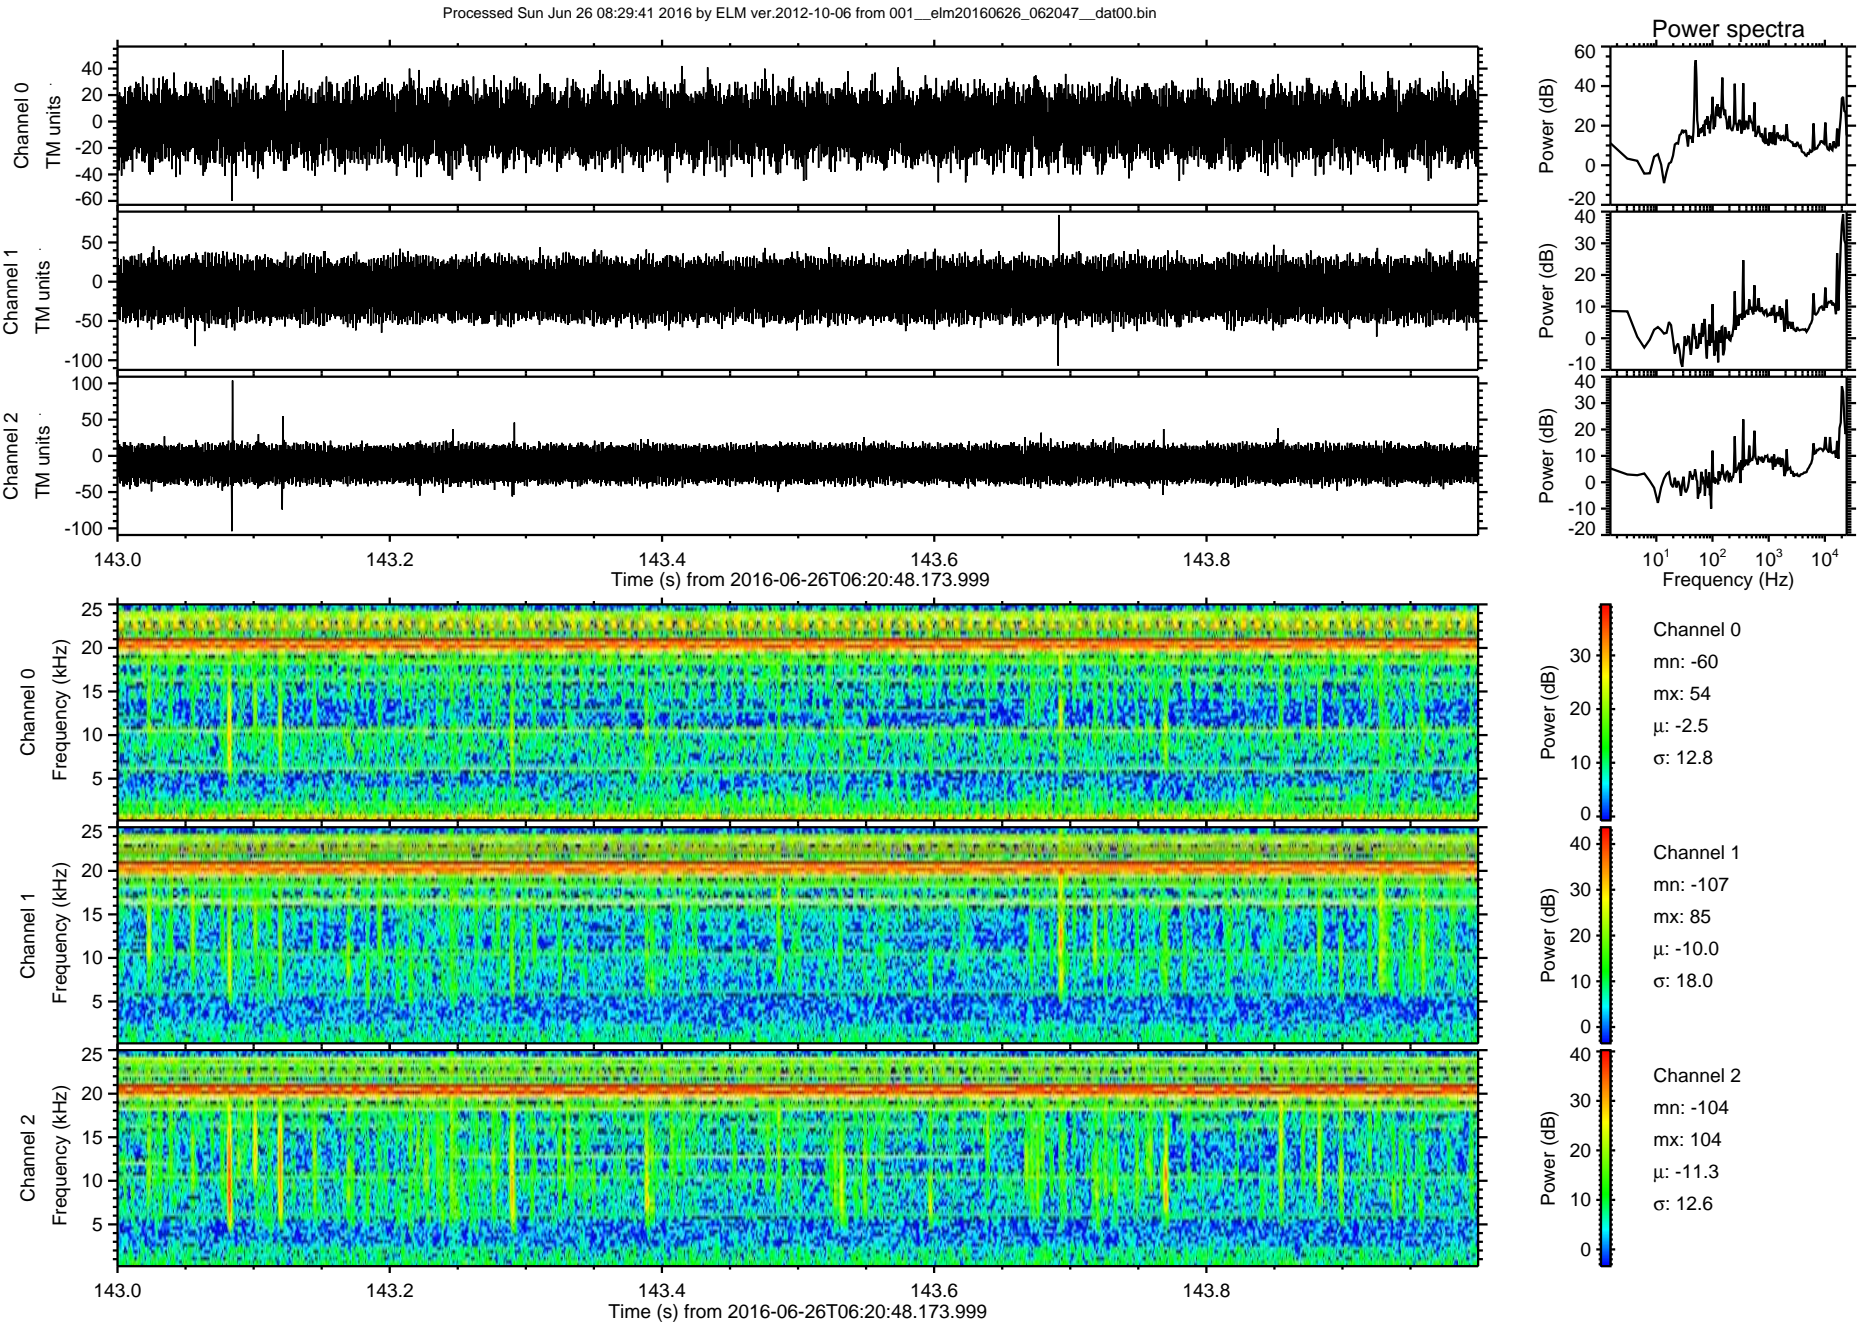 Processed Sun Jun 26 08:29:41 2016 by ELM ver.2012-10-06 from 001__elm20160626_062047__dat00.bin
Power spectra
Channel 0
TM units
40
20
0
-20
-40
-60
Power (dB)
60
40
20
0
-20
Channel 1
TM units
50
0
-50
-100
Power (dB)
40
30
20
10
0
-10
Channel 2
TM units
100
50
0
-50
-100
Power (dB)
40
30
20
10
0
-10
-20
143.0 143.2 143.4 143.6 143.8
Time (s) from 2016-06-26T06:20:48.173.999
10^1 10^2 10^3 10^4
Frequency (Hz)
Channel 0
Frequency (kHz)
25
20
15
10
5
Power (dB)
30
20
10
0
Channel 0
mn: -60
mx: 54
μ: -2.5
σ: 12.8
Channel 1
Frequency (kHz)
25
20
15
10
5
Power (dB)
40
30
20
10
0
Channel 1
mn: -107
mx: 85
μ: -10.0
σ: 18.0
Channel 2
Frequency (kHz)
25
20
15
10
5
Power (dB)
40
30
20
10
0
Channel 2
mn: -104
mx: 104
μ: -11.3
σ: 12.6
143.0 143.2 143.4 143.6 143.8
Time (s) from 2016-06-26T06:20:48.173.999